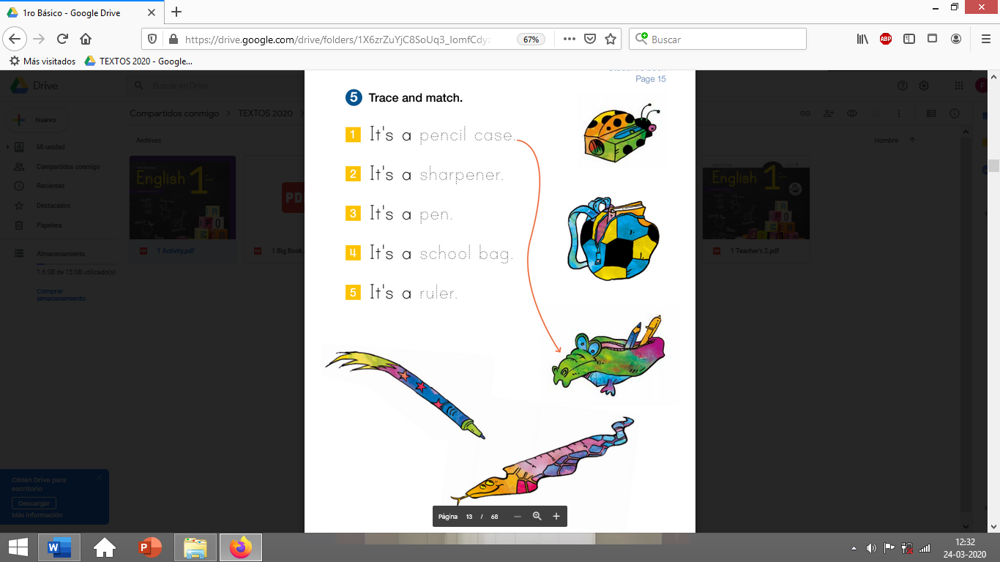 1ro Básico - Google Drive
https://drive.google.com/drive/folders/1X6zrZuYjC8SoUq3_IomfCdy
67%
Buscar
Más visitados
TEXTOS 2020 - Google...
Page 15
Drive
Buscar en Drive
5 Trace and match.
Nuevo
Compartidos conmigo > TEXTOS 2020 >
1 It's a pencil case.
Archivos
Nombre
Mi unidad
Compartidos conmigo
Recientes
Destacados
Papelera
English 1
PDF
English 1
2 It's a sharpener.
3 It's a pen.
4 It's a school bag.
5 It's a ruler.
1 Activity.pdf
1 Big Book
1 Teacher's 2.pdf
Almacenamiento
1.6 GB de 15 GB utilizado(s)
Comprar
almacenamiento
Obtén Drive para
escritorio
Descargar
Más información
Página 13 / 68
12:32
24-03-2020